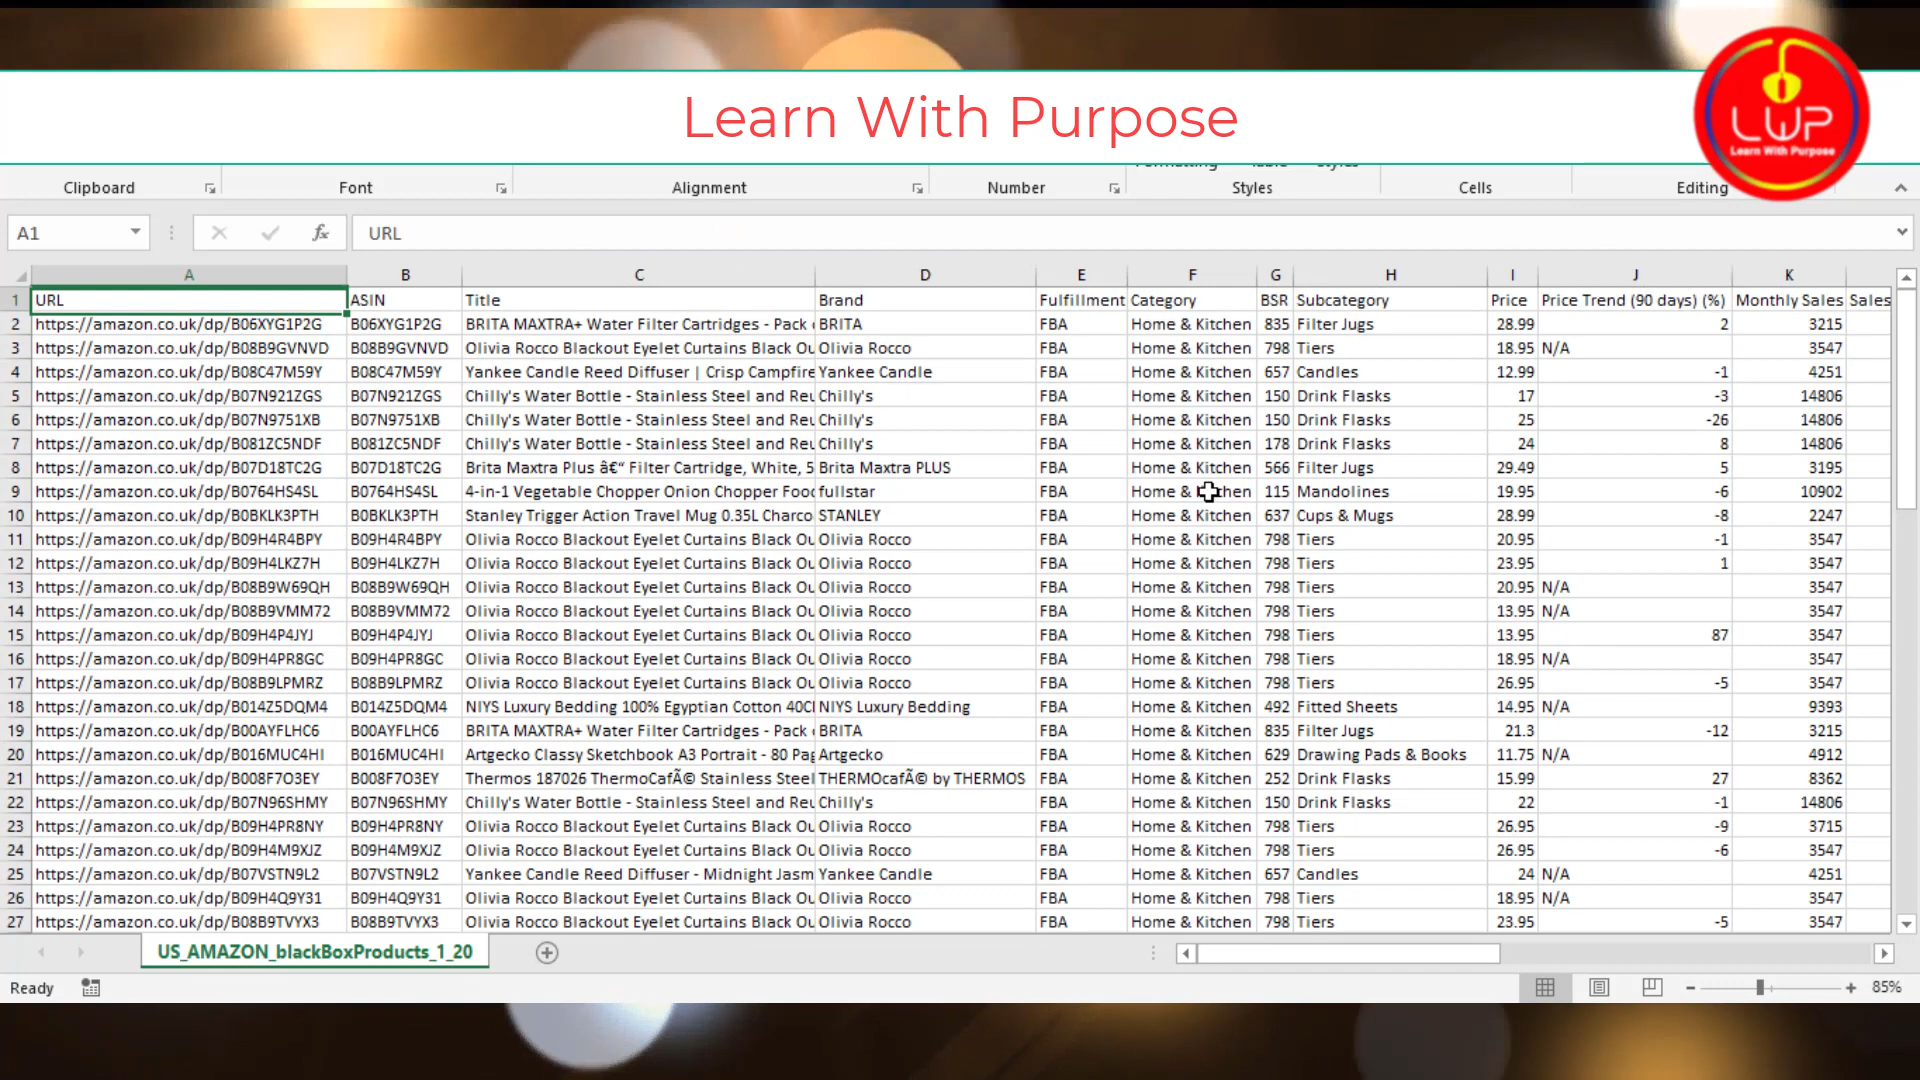 Learn With Purpose
LWP
Learn With Purpose
Clipboard Font Alignment Number Styles Cells Editing
A1 fx URL
A B C D E F G H I J K
1 URL ASIN Title Brand Fulfillment Category BSR Subcategory Price Price Trend (90 days) (%) Monthly Sales Sales
2 https://amazon.co.uk/dp/B06XYG1P2G B06XYG1P2G BRITA MAXTRA+ Water Filter Cartridges - Pack BRITA FBA Home & Kitchen 835 Filter Jugs 28.99 2 3215
3 https://amazon.co.uk/dp/B08B9GVNVD B08B9GVNVD Olivia Rocco Blackout Eyelet Curtains Black Ou Olivia Rocco FBA Home & Kitchen 798 Tiers 18.95 N/A 3547
4 https://amazon.co.uk/dp/B08C47M59Y B08C47M59Y Yankee Candle Reed Diffuser | Crisp Campfire Yankee Candle FBA Home & Kitchen 657 Candles 12.99 -1 4251
5 https://amazon.co.uk/dp/B07N921ZGS B07N921ZGS Chilly's Water Bottle - Stainless Steel and Reu Chilly's FBA Home & Kitchen 150 Drink Flasks 17 -3 14806
6 https://amazon.co.uk/dp/B07N9751XB B07N9751XB Chilly's Water Bottle - Stainless Steel and Reu Chilly's FBA Home & Kitchen 150 Drink Flasks 25 -26 14806
7 https://amazon.co.uk/dp/B081ZC5NDF B081ZC5NDF Chilly's Water Bottle - Stainless Steel and Reu Chilly's FBA Home & Kitchen 178 Drink Flasks 24 8 14806
8 https://amazon.co.uk/dp/B07D18TC2G B07D18TC2G Brita Maxtra Plus â€“ Filter Cartridge, White, 5 Brita Maxtra PLUS FBA Home & Kitchen 566 Filter Jugs 29.49 5 3195
9 https://amazon.co.uk/dp/B0764HS4SL B0764HS4SL 4-in-1 Vegetable Chopper Onion Chopper Food fullstar FBA Home & Kitchen 115 Mandolines 19.95 -6 10902
10 https://amazon.co.uk/dp/B0BKLK3PTH B0BKLK3PTH Stanley Trigger Action Travel Mug 0.35L Charco STANLEY FBA Home & Kitchen 637 Cups & Mugs 28.99 -8 2247
11 https://amazon.co.uk/dp/B09H4R4BPY B09H4R4BPY Olivia Rocco Blackout Eyelet Curtains Black Ou Olivia Rocco FBA Home & Kitchen 798 Tiers 20.95 -1 3547
12 https://amazon.co.uk/dp/B09H4LKZ7H B09H4LKZ7H Olivia Rocco Blackout Eyelet Curtains Black Ou Olivia Rocco FBA Home & Kitchen 798 Tiers 23.95 1 3547
13 https://amazon.co.uk/dp/B08B9W69QH B08B9W69QH Olivia Rocco Blackout Eyelet Curtains Black Ou Olivia Rocco FBA Home & Kitchen 798 Tiers 20.95 N/A 3547
14 https://amazon.co.uk/dp/B08B9VMM72 B08B9VMM72 Olivia Rocco Blackout Eyelet Curtains Black Ou Olivia Rocco FBA Home & Kitchen 798 Tiers 13.95 N/A 3547
15 https://amazon.co.uk/dp/B09H4P4JYJ B09H4P4JYJ Olivia Rocco Blackout Eyelet Curtains Black Ou Olivia Rocco FBA Home & Kitchen 798 Tiers 13.95 87 3547
16 https://amazon.co.uk/dp/B09H4PR8GC B09H4PR8GC Olivia Rocco Blackout Eyelet Curtains Black Ou Olivia Rocco FBA Home & Kitchen 798 Tiers 18.95 N/A 3547
17 https://amazon.co.uk/dp/B08B9LPMRZ B08B9LPMRZ Olivia Rocco Blackout Eyelet Curtains Black Ou Olivia Rocco FBA Home & Kitchen 798 Tiers 26.95 -5 3547
18 https://amazon.co.uk/dp/B014Z5DQM4 B014Z5DQM4 NIYS Luxury Bedding 100% Egyptian Cotton 40C NIYS Luxury Bedding FBA Home & Kitchen 492 Fitted Sheets 14.95 N/A 9393
19 https://amazon.co.uk/dp/B00AYFLHC6 B00AYFLHC6 BRITA MAXTRA+ Water Filter Cartridges - Pack BRITA FBA Home & Kitchen 835 Filter Jugs 21.3 -12 3215
20 https://amazon.co.uk/dp/B016MUC4HI B016MUC4HI Artgecko Classy Sketchbook A3 Portrait - 80 Pag Artgecko FBA Home & Kitchen 629 Drawing Pads & Books 11.75 N/A 4912
21 https://amazon.co.uk/dp/B008F7O3EY B008F7O3EY Thermos 187026 ThermoCafÃ© Stainless Steel THERMOcafÃ© by THERMOS FBA Home & Kitchen 252 Drink Flasks 15.99 27 8362
22 https://amazon.co.uk/dp/B07N96SHMY B07N96SHMY Chilly's Water Bottle - Stainless Steel and Reu Chilly's FBA Home & Kitchen 150 Drink Flasks 22 -1 14806
23 https://amazon.co.uk/dp/B09H4PR8NY B09H4PR8NY Olivia Rocco Blackout Eyelet Curtains Black Ou Olivia Rocco FBA Home & Kitchen 798 Tiers 26.95 -9 3715
24 https://amazon.co.uk/dp/B09H4M9XJZ B09H4M9XJZ Olivia Rocco Blackout Eyelet Curtains Black Ou Olivia Rocco FBA Home & Kitchen 798 Tiers 26.95 -6 3547
25 https://amazon.co.uk/dp/B07VSTN9L2 B07VSTN9L2 Yankee Candle Reed Diffuser - Midnight Jasm Yankee Candle FBA Home & Kitchen 657 Candles 24 N/A 4251
26 https://amazon.co.uk/dp/B09H4Q9Y31 B09H4Q9Y31 Olivia Rocco Blackout Eyelet Curtains Black Ou Olivia Rocco FBA Home & Kitchen 798 Tiers 18.95 N/A 3547
27 https://amazon.co.uk/dp/B08B9TVYX3 B08B9TVYX3 Olivia Rocco Blackout Eyelet Curtains Black Ou Olivia Rocco FBA Home & Kitchen 798 Tiers 23.95 -5 3547
US_AMAZON_blackBoxProducts_1_20
Ready 85%